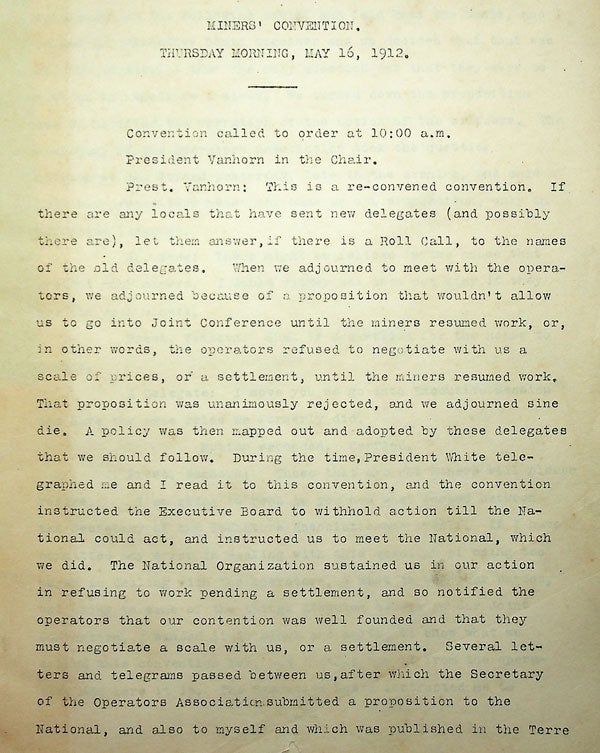 MINERS' CONVENTION.
THURSDAY MORNING, MAY 16, 1912.
Convention called to order at 10:00 a.m.
President Vanhorn in the Chair.
Prest. Vanhorn: This is a re-convened convention. If
there are any locals that have sent new delegates (and possibly
there are), let them answer,if there is a Roll Call, to the names
of the old delegates. When we adjourned to meet with the opera-
tors, we adjourned because of a proposition that wouldn't allow
us to go into Joint Conference until the miners resumed work, or,
in other words, the operators refused to negotiate with us a
scale of prices, or a settlement, until the miners resumed work.
That proposition was unanimously rejected, and we adjourned sine
die. A policy was then mapped out and adopted by these delegates
that we should follow. During the time,President White tele-
graphed me and I read it to this convention, and the convention
instructed the Executive Board to withhold action till the Na-
tional could act, and instructed us to meet the National, which
we did. The National Organization sustained us in our action
in refusing to work pending a settlement, and so notified the
operators that our contention was well founded and that they
must negotiate a scale with us, or a settlement. Several let-
ters and telegrams passed between us,after which the Secretary
of the Operators Association submitted a proposition to the
National, and also to myself and which was published in the Terre